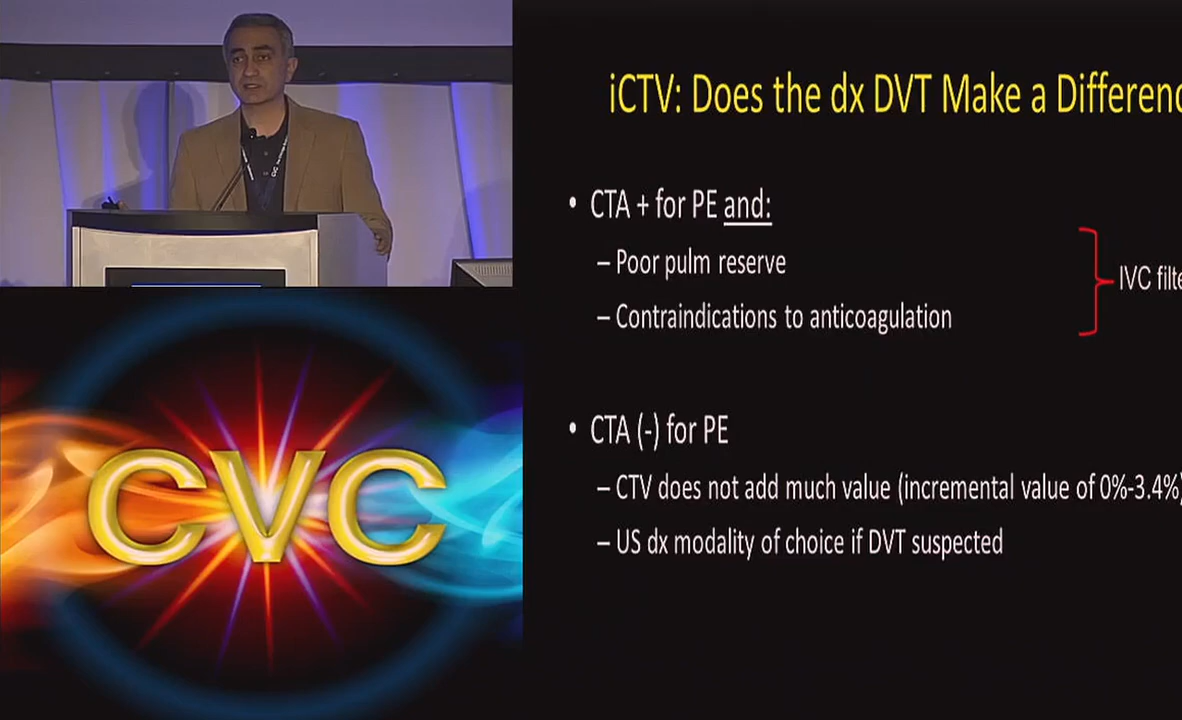 iCTV: Does the dx DVT Make a Differenc
• CTA + for PE and:
– Poor pulm reserve
– Contraindications to anticoagulation
IVC filte
• CTA (-) for PE
– CTV does not add much value (incremental value of 0%-3.4%)
– US dx modality of choice if DVT suspected
CVC